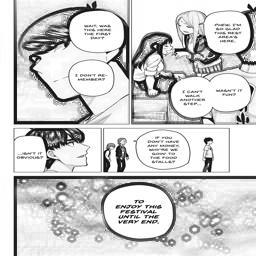 WAIT, WAS
THIS HERE
THE FIRST
DAY?
I DON'T RE-
MEMBER?
PHEW. I'M
SO GLAD
THIS REST
AREA'S
HERE.
I CAN'T
WALK
ANOTHER
STEP...
WASN'T IT
FUN?
IF YOU
DON'T HAVE
ANY MONEY,
WHY'RE WE
GOIN'
TO THE FOOD
STALLS?
...ISN'T IT
OBVIOUS?
TO
ENJOY THIS
FESTIVAL
UNTIL THE
VERY END.